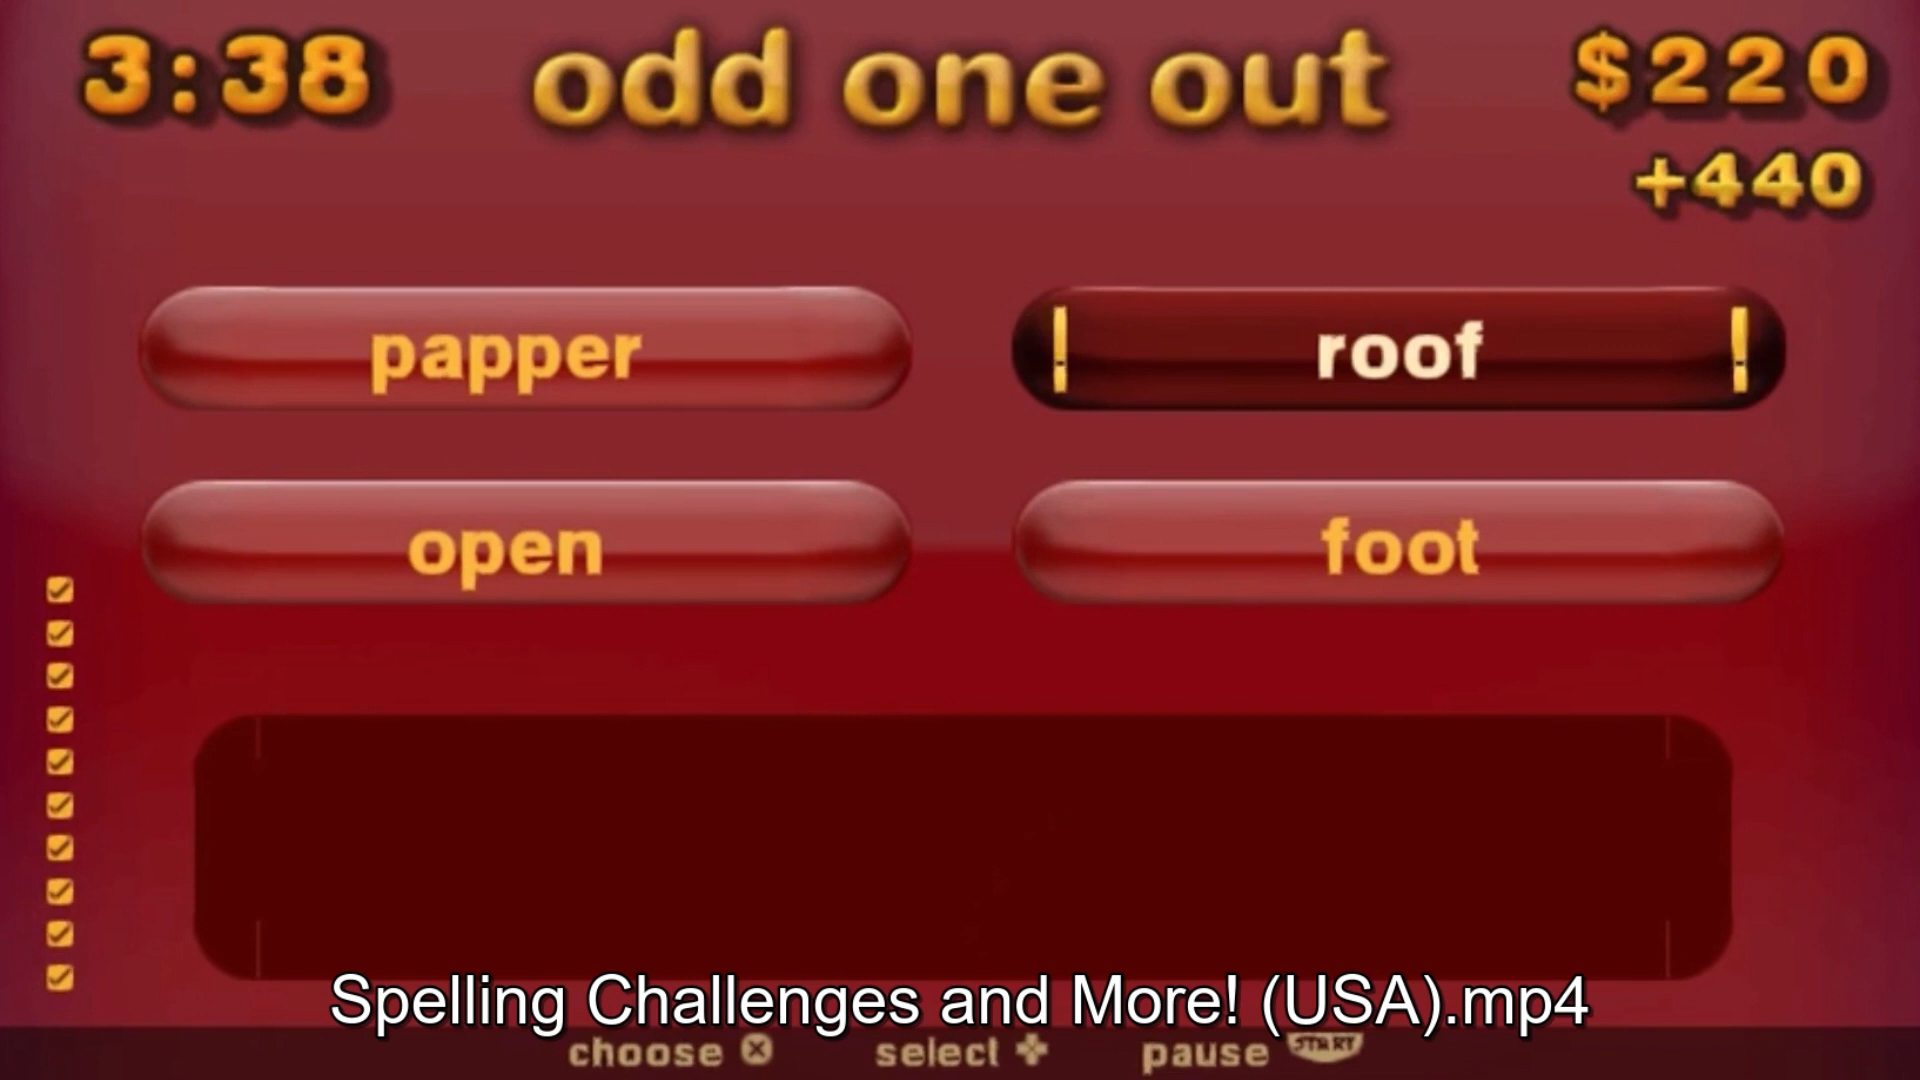 3:38 odd one out $220
+440
papper roof
open foot
Spelling Challenges and More! (USA).mp4
choose select pause START